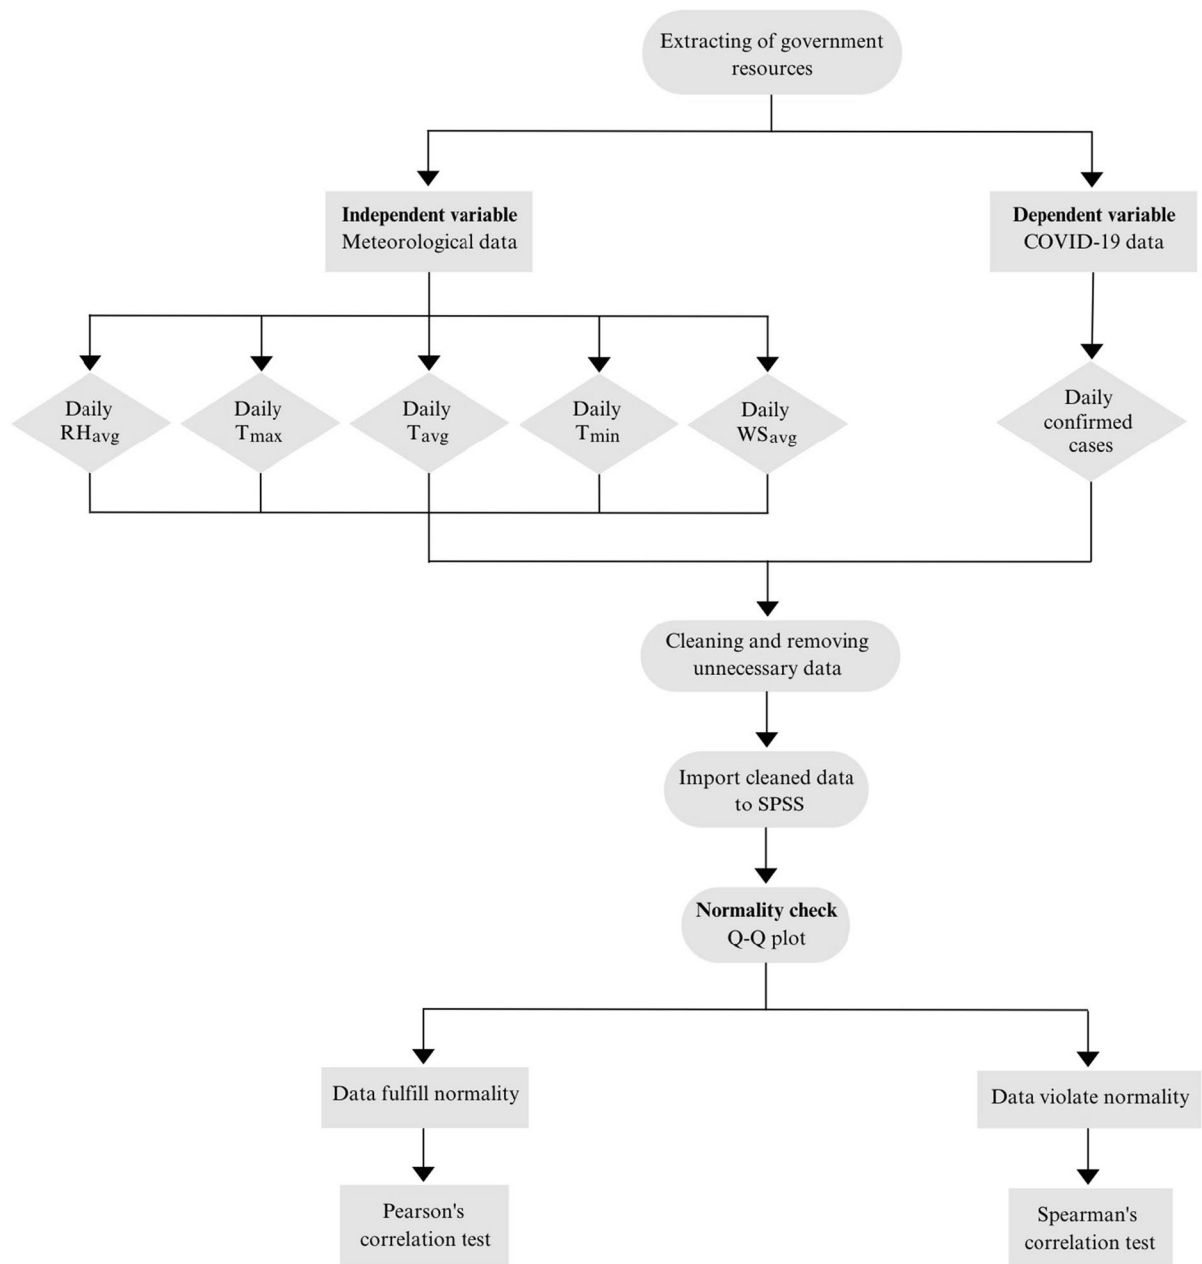 Extracting of government
resources
Independent variable
Meteorological data
Dependent variable
COVID-19 data
Daily
RHavg
Daily
Tmax
Daily
Tavg
Daily
Tmin
Daily
WSavg
Daily
confirmed
cases
Cleaning and removing
unnecessary data
Import cleaned data
to SPSS
Normality check
Q-Q plot
Data fulfill normality
Data violate normality
Pearson's
correlation test
Spearman's
correlation test